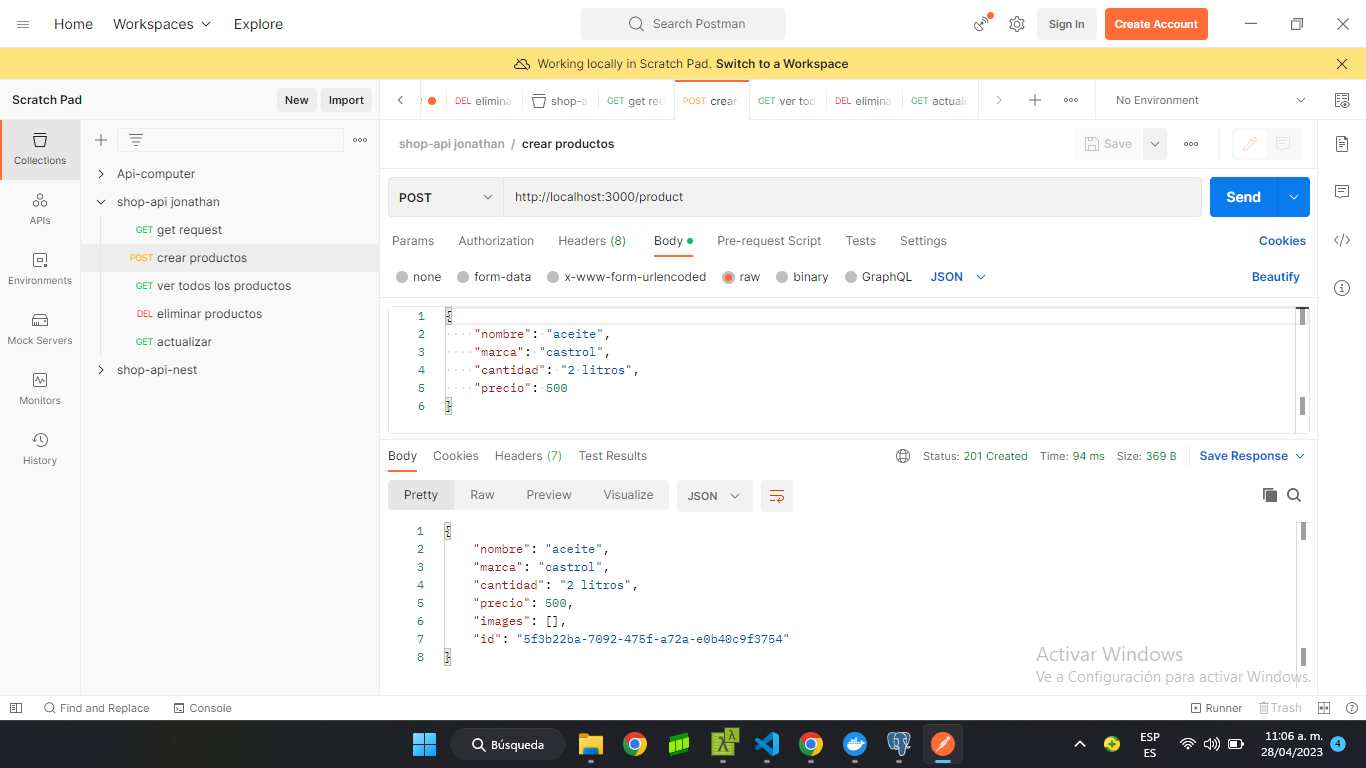 Home Workspaces Explore Search Postman Sign In Create Account
Working locally in Scratch Pad. Switch to a Workspace
Scratch Pad New Import
DEL elimina shop-a GET get req POST crear GET ver tod DEL elimina GET actuali No Environment
Collections
APIs
Environments
Mock Servers
Monitors
History
Api-computer
shop-api jonathan
GET get request
POST crear productos
GET ver todos los productos
DEL eliminar productos
GET actualizar
shop-api-nest
shop-api jonathan / crear productos Save
POST http://localhost:3000/product Send
Params Authorization Headers (8) Body Pre-request Script Tests Settings Cookies
none form-data x-www-form-urlencoded raw binary GraphQL JSON Beautify
1 {
2 "nombre": "aceite",
3 "marca": "castrol",
4 "cantidad": "2 litros",
5 "precio": 500
6 }
Body Cookies Headers (7) Test Results Status: 201 Created Time: 94 ms Size: 369 B Save Response
Pretty Raw Preview Visualize JSON
1 {
2 "nombre": "aceite",
3 "marca": "castrol",
4 "cantidad": "2 litros",
5 "precio": 500,
6 "images": [],
7 "id": "5f3b22ba-7092-475f-a72a-e0b40c9f3754"
8 }
Activar Windows
Ve a Configuración para activar Windows.
Find and Replace Console Runner Trash
Búsqueda
ESP
ES
11:06 a. m.
28/04/2023
4